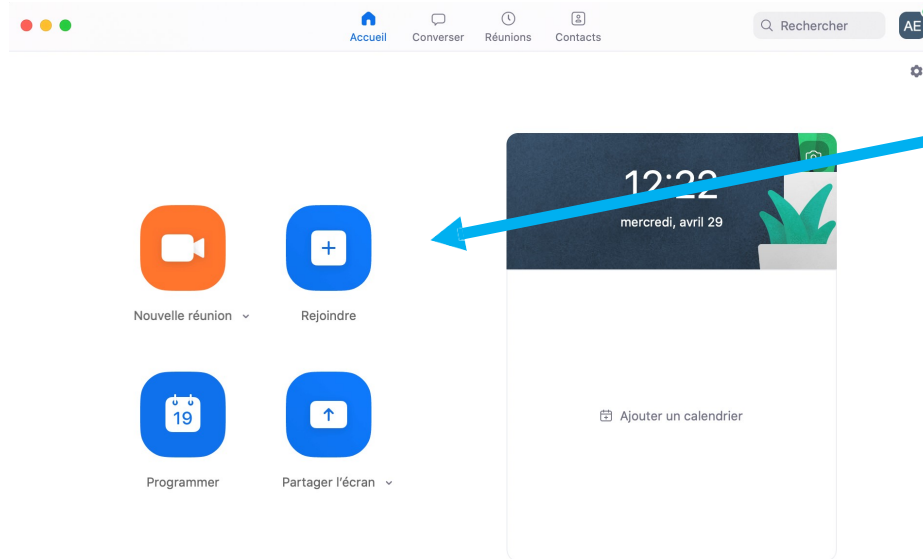 Accueil Converser Réunions Contacts Rechercher AE
12:22
mercredi, avril 29
Nouvelle réunion Rejoindre
19
Ajouter un calendrier
Programmer Partager l'écran